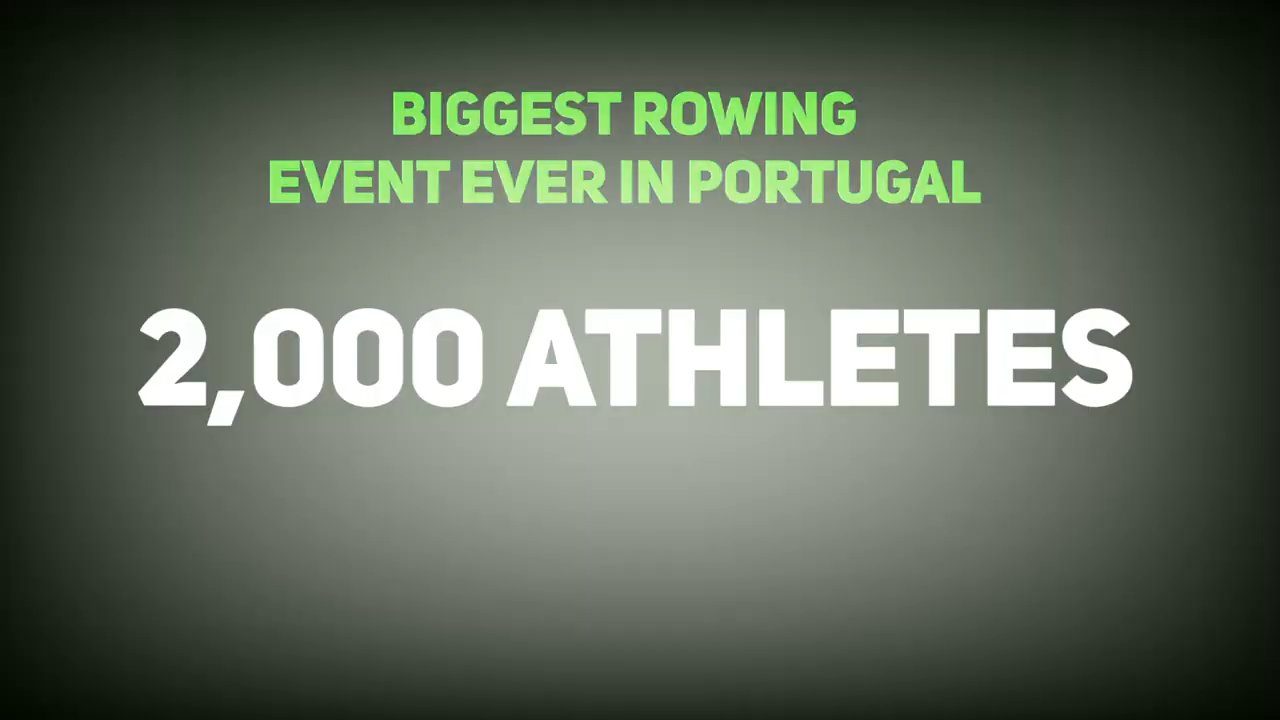 BIGGEST ROWING
EVENT EVER IN PORTUGAL
2,000 ATHLETES